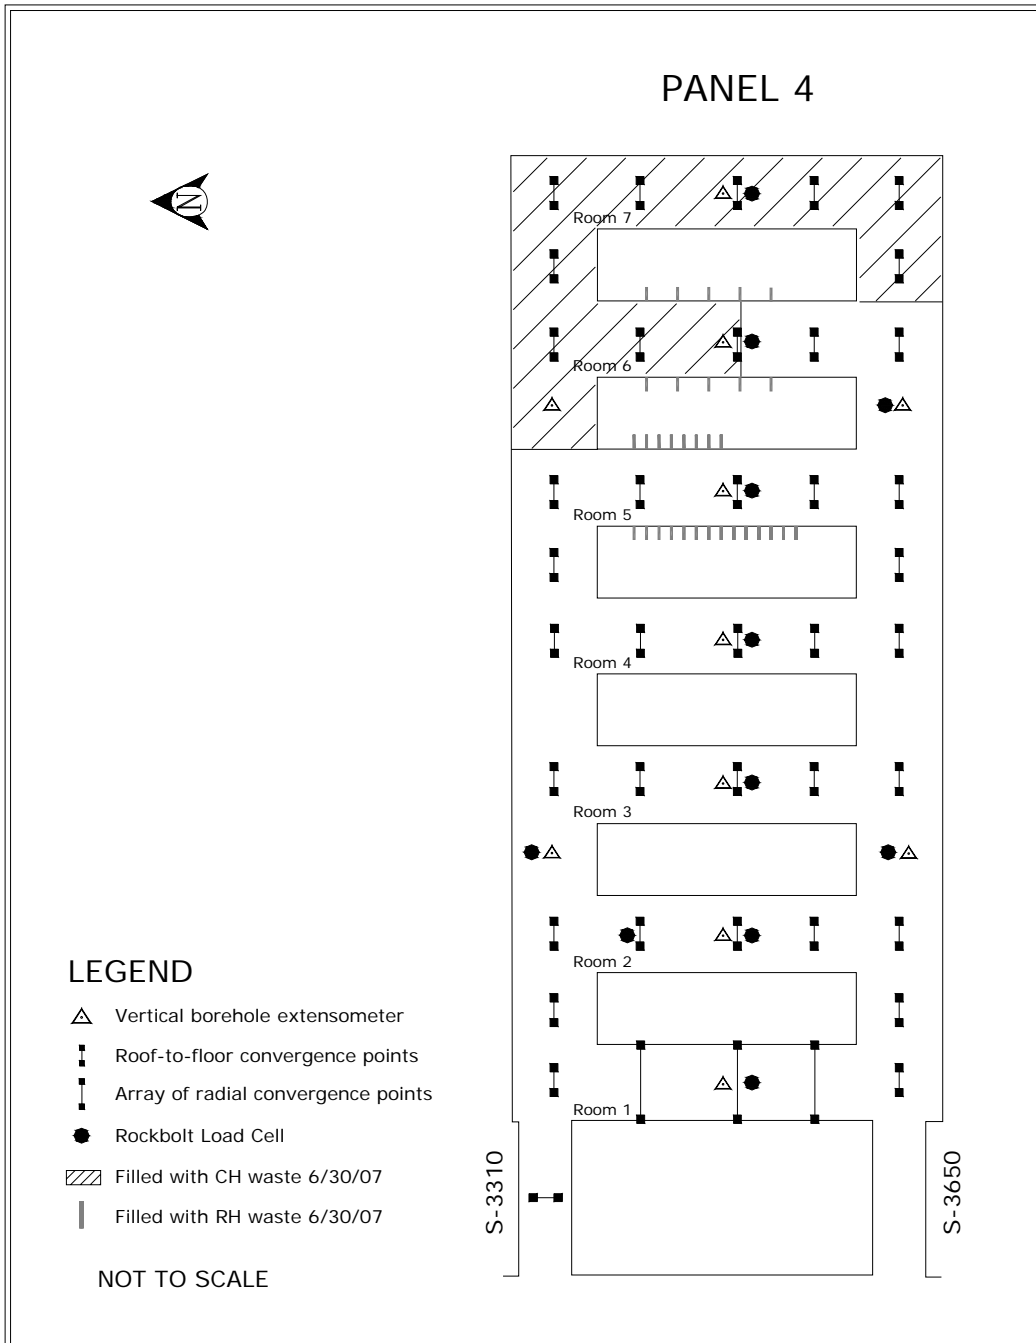 PANEL 4
N
Room 7
Room 6
Room 5
Room 4
Room 3
Room 2
Room 1
S-3310
S-3650
LEGEND
Vertical borehole extensometer
Roof-to-floor convergence points
Array of radial convergence points
Rockbolt Load Cell
Filled with CH waste 6/30/07
Filled with RH waste 6/30/07
NOT TO SCALE